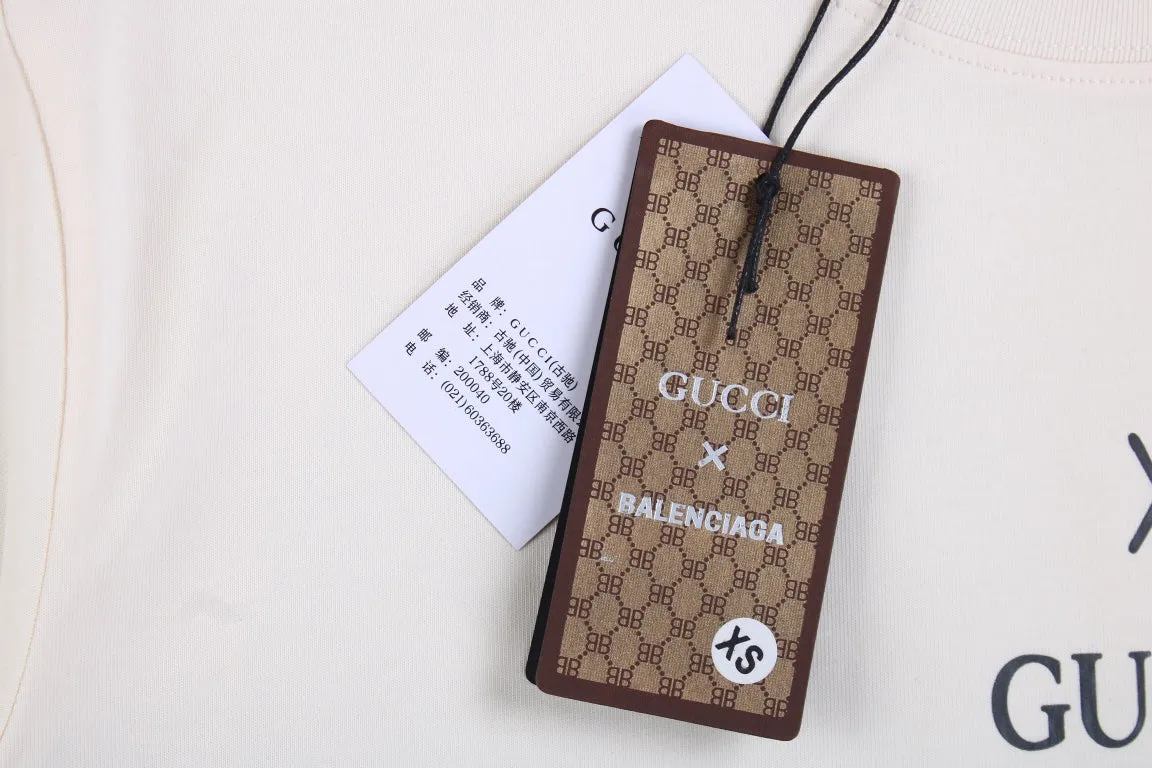 G U
品 牌: GUCCI(古驰)
经销商: 古驰(中国)贸易有限
地 址: 上海市静安区南京西路
1788号20楼
邮 编: 200040
电 话: (021)60363688
GUCCI
×
BALENCIAGA
XS
X
GU